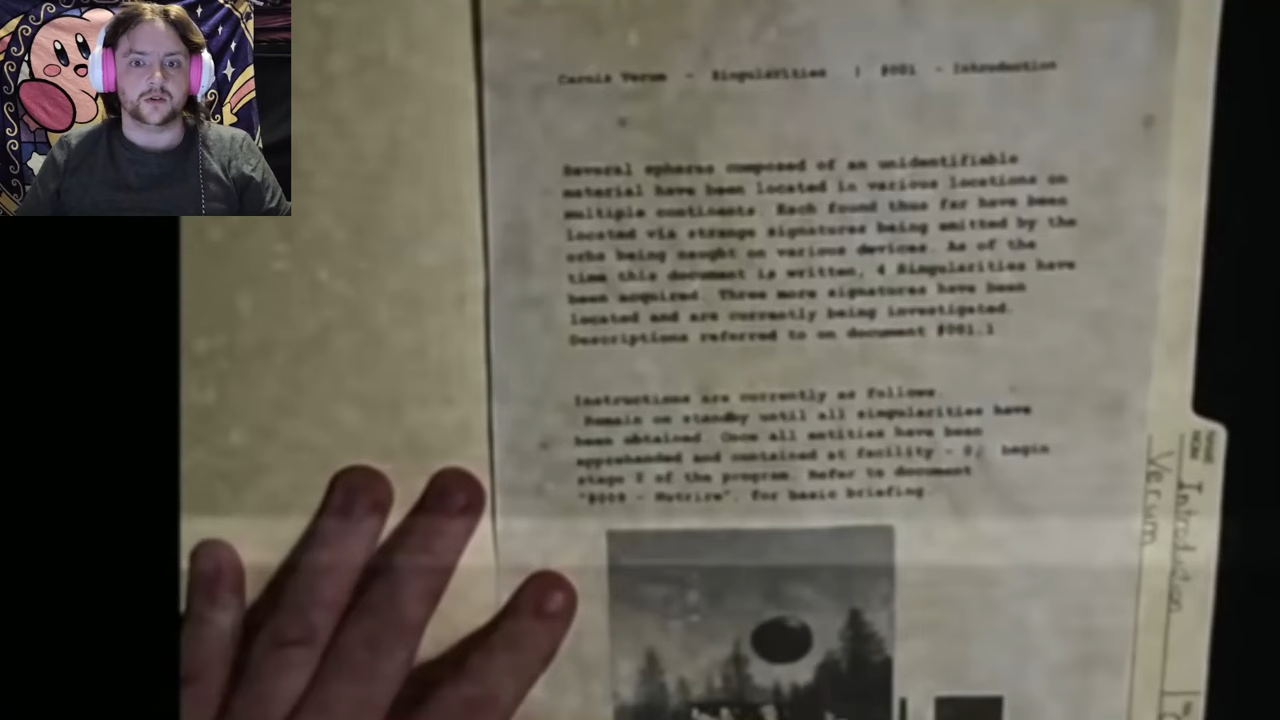 Carnis Verum - Singularities | #001 - Introduction
Several spheres composed of an unidentifiable
material have been located in various locations on
multiple continents. Each found thus far have been
located via strange signatures being emitted by the
orbs being caught on various devices. As of the
time this document is written, 4 Singularities have
been acquired. Three more signatures have been
located and are currently being investigated.
Descriptions referred to on document #001.1
Instructions are currently as follows.
Remain on standby until all singularities have
been obtained. Once all entities have been
apprehended and contained at facility - 0, begin
stage 2 of the program. Refer to document
"#008 - Nutrire", for basic briefing.
Introduction
Verum